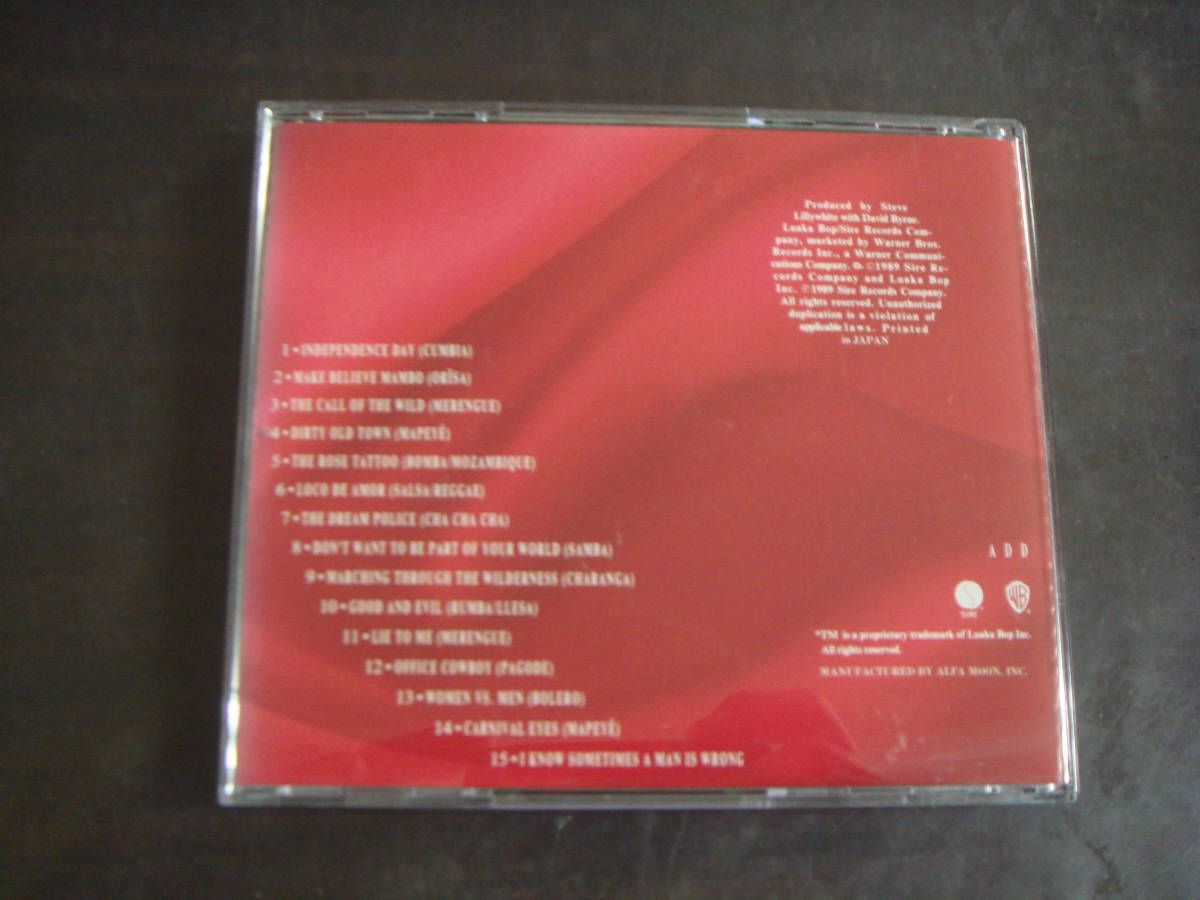 Produced by Steve
Lillywhite with David Byrne.
Luaka Bop/Sire Records Com-
pany, marketed by Warner Bros.
Records Inc., a Warner Communi-
cations Company. ℗- ©1989 Sire Re-
cords Company and Luaka Bop
Inc. ℗1989 Sire Records Company.
All rights reserved. Unauthorized
duplication is a violation of
applicable laws. Printed
in JAPAN
1-INDEPENDENCE DAY (CUMBIA)
2-MAKE BELIEVE MAMBO (ORÏSA)
3-THE CALL OF THE WILD (MERENGUE)
4-DIRTY OLD TOWN (MAPEYÉ)
5-THE ROSE TATTOO (BOMBA/MOZAMBIQUE)
6-LOCO DE AMOR (SALSA/REGGAE)
7-THE DREAM POLICE (CHA CHA CHA)
8-DON'T WANT TO BE PART OF YOUR WORLD (SAMBA)
9-MARCHING THROUGH THE WILDERNESS (CHARANGA)
10-GOOD AND EVIL (RUMBA/LLESA)
11-LIE TO ME (MERENGUE)
12-OFFICE COWBOY (PAGODE)
13-WOMEN VS. MEN (BOLERO)
14-CARNIVAL EYES (MAPEYÉ)
15-I KNOW SOMETIMES A MAN IS WRONG
A D D
SIRE
WB
*TM is a proprietary trademark of Luaka Bop Inc.
All rights reserved.
MANUFACTURED BY ALFA MOON, INC.